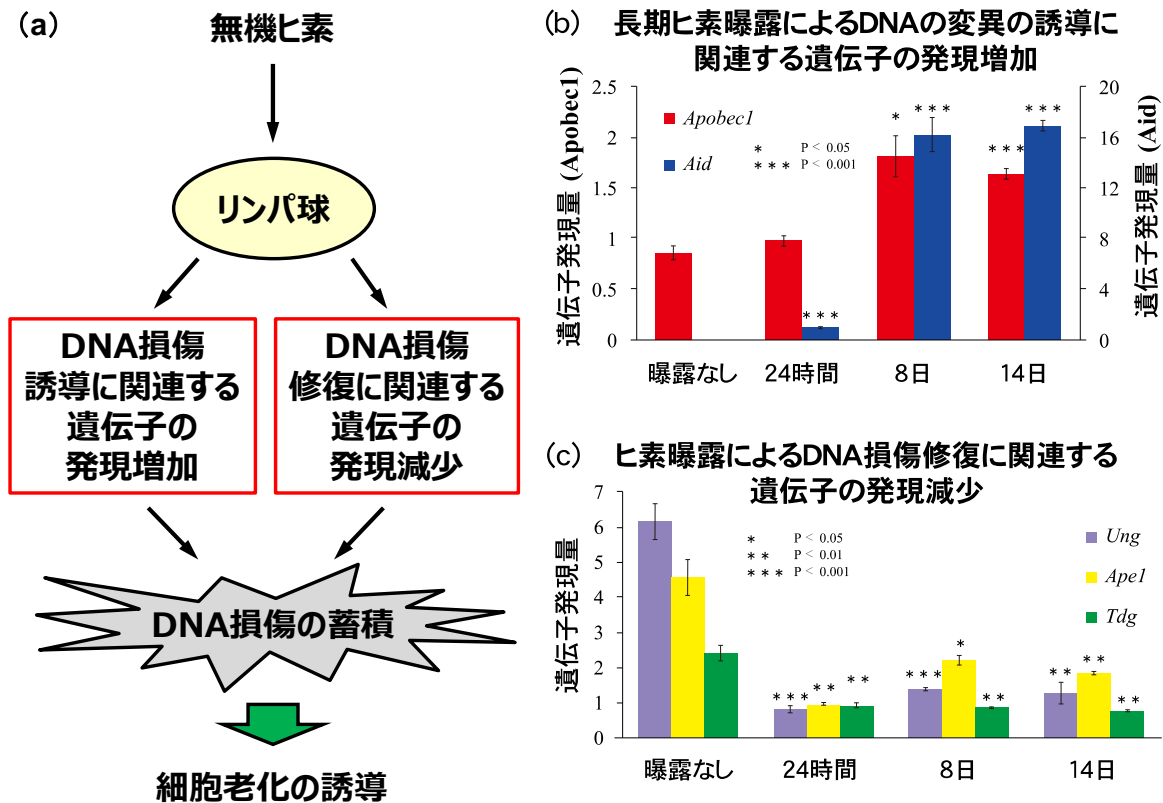 (a)
無機ヒ素
リンパ球
DNA損傷
誘導に関連する
遺伝子の
発現増加
DNA損傷
修復に関連する
遺伝子の
発現減少
DNA損傷の蓄積
細胞老化の誘導
(b) 長期ヒ素曝露によるDNAの変異の誘導に
関連する遺伝子の発現増加
遺伝子発現量 (Apobec1)
2.5
2
1.5
1
0.5
0
Apobec1
Aid
* P < 0.05
*** P < 0.001
***
*
***
***
***
20
16
12
8
4
0
遺伝子発現量 (Aid)
曝露なし 24時間 8日 14日
(c) ヒ素曝露によるDNA損傷修復に関連する
遺伝子の発現減少
遺伝子発現量
7
6
5
4
3
2
1
0
* P < 0.05
** P < 0.01
*** P < 0.001
Ung
Ape1
Tdg
*** ** **
*** * **
** ** **
曝露なし 24時間 8日 14日